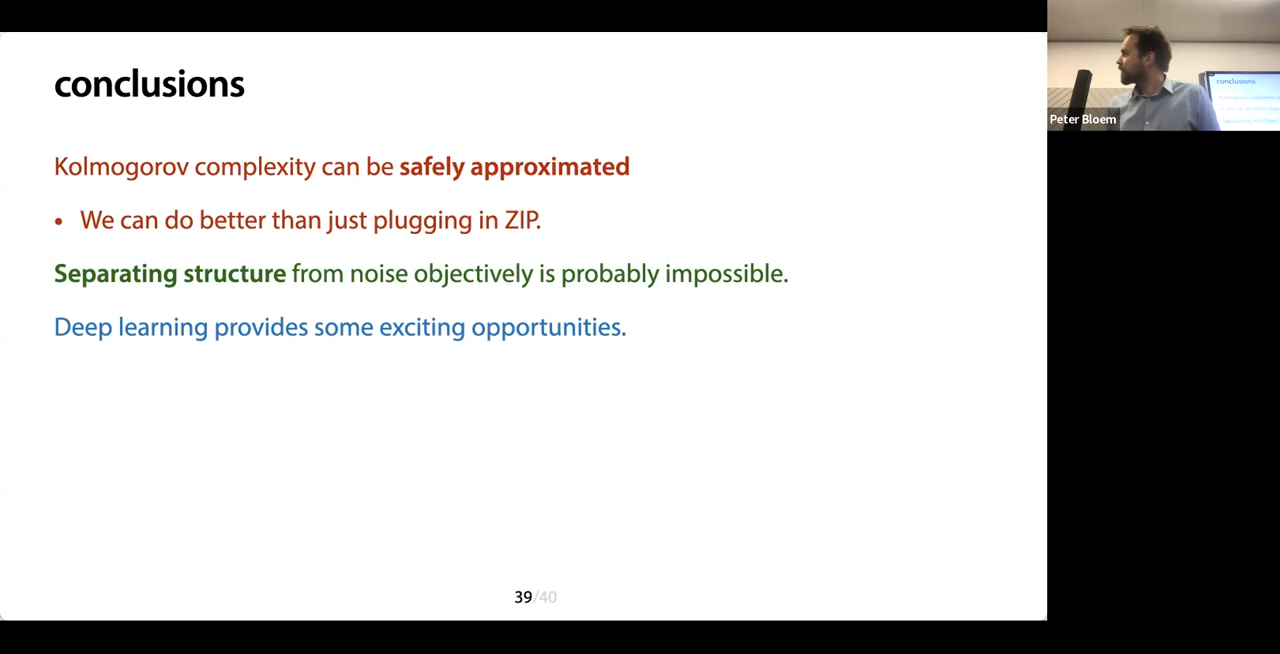 conclusions
Kolmogorov complexity can be safely approximated
• We can do better than just plugging in ZIP.
Separating structure from noise objectively is probably impossible.
Deep learning provides some exciting opportunities.
39/40
Peter Bloem
conclusions